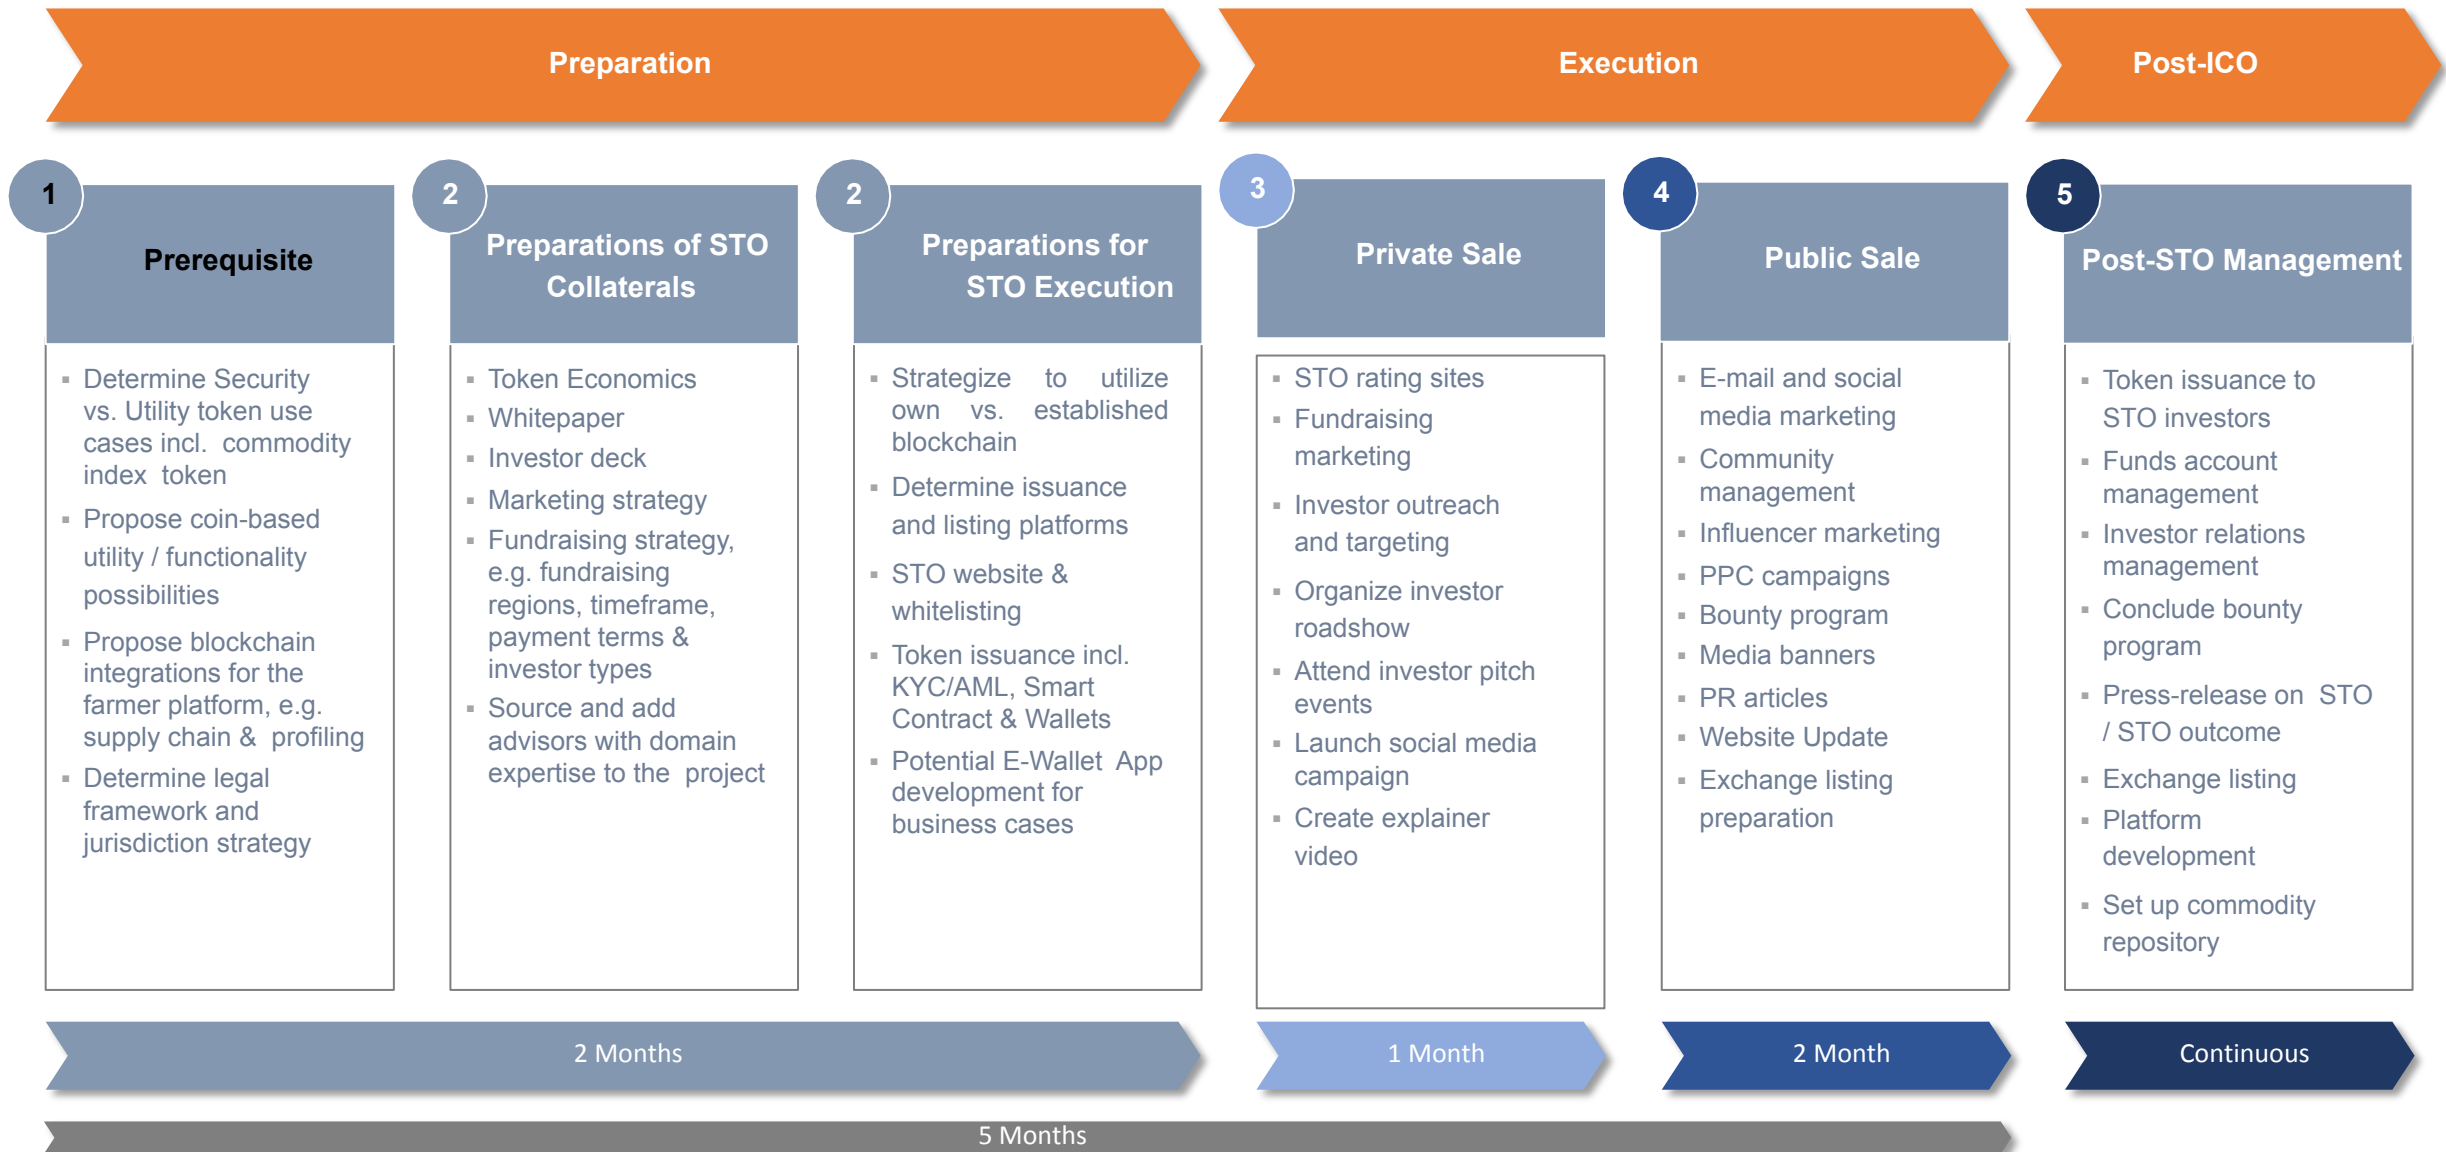 Preparation
Execution
Post-ICO
1
Prerequisite
▪ Determine Security
vs. Utility token use
cases incl. commodity
index token
▪ Propose coin-based
utility / functionality
possibilities
▪ Propose blockchain
integrations for the
farmer platform, e.g.
supply chain & profiling
▪ Determine legal
framework and
jurisdiction strategy
2
Preparations of STO
Collaterals
▪ Token Economics
▪ Whitepaper
▪ Investor deck
▪ Marketing strategy
▪ Fundraising strategy,
e.g. fundraising
regions, timeframe,
payment terms &
investor types
▪ Source and add
advisors with domain
expertise to the project
2
Preparations for
STO Execution
▪ Strategize to utilize
own vs. established
blockchain
▪ Determine issuance
and listing platforms
▪ STO website &
whitelisting
▪ Token issuance incl.
KYC/AML, Smart
Contract & Wallets
▪ Potential E-Wallet App
development for
business cases
3
Private Sale
▪ STO rating sites
▪ Fundraising
marketing
▪ Investor outreach
and targeting
▪ Organize investor
roadshow
▪ Attend investor pitch
events
▪ Launch social media
campaign
▪ Create explainer
video
4
Public Sale
▪ E-mail and social
media marketing
▪ Community
management
▪ Influencer marketing
▪ PPC campaigns
▪ Bounty program
▪ Media banners
▪ PR articles
▪ Website Update
▪ Exchange listing
preparation
5
Post-STO Management
▪ Token issuance to
STO investors
▪ Funds account
management
▪ Investor relations
management
▪ Conclude bounty
program
▪ Press-release on STO
/ STO outcome
▪ Exchange listing
▪ Platform
development
▪ Set up commodity
repository
2 Months
1 Month
2 Month
Continuous
5 Months